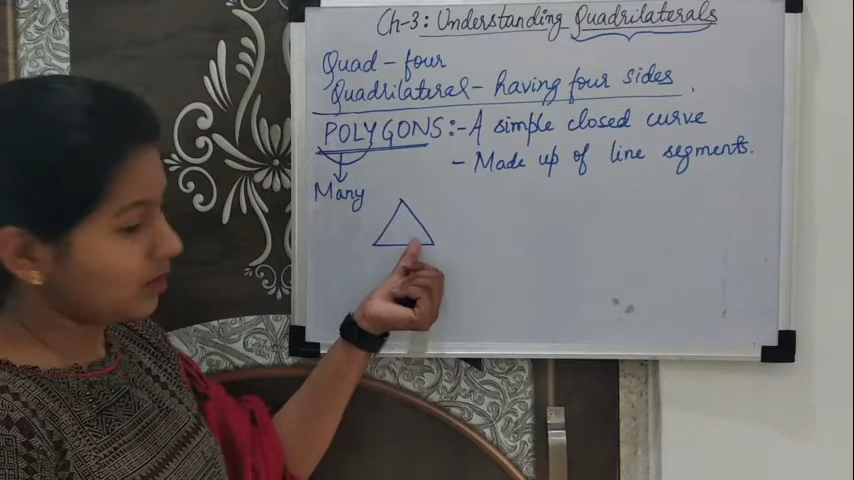 Ch-3: Understanding Quadrilaterals
Quad - four
Quadrilateral - having four sides.
POLYGONS:- A simple closed curve
- Made up of line segments.
Many